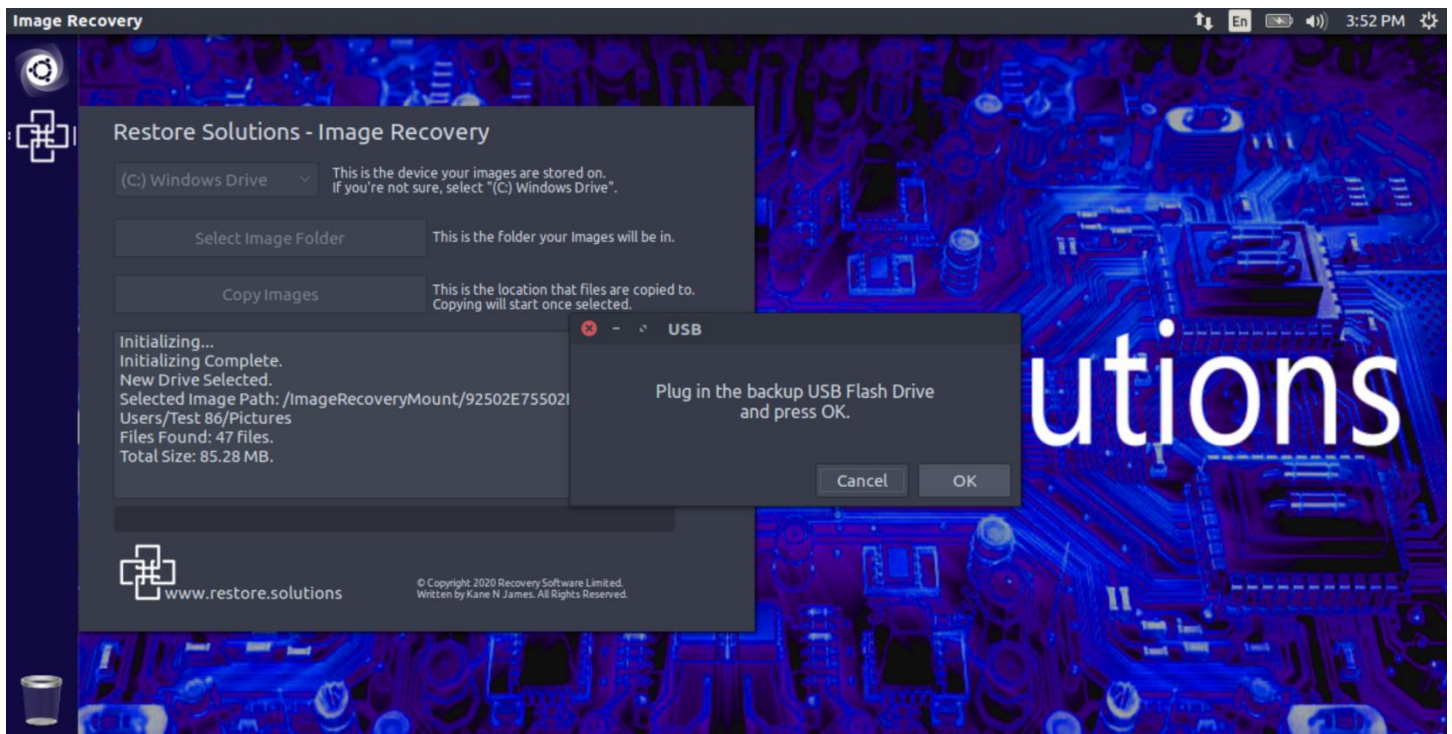 Image Recovery
En
3:52 PM
Restore Solutions - Image Recovery
(C:) Windows Drive
This is the device your images are stored on.
If you're not sure, select "(C:) Windows Drive".
Select Image Folder
This is the folder your Images will be in.
Copy Images
This is the location that files are copied to.
Copying will start once selected.
Initializing...
Initializing Complete.
New Drive Selected.
Selected Image Path: /ImageRecoveryMount/92502E75502
Users/Test 86/Pictures
Files Found: 47 files.
Total Size: 85.28 MB.
USB
Plug in the backup USB Flash Drive
and press OK.
Cancel
OK
utions
www.restore.solutions
© Copyright 2020 Recovery Software Limited.
Written by Kane N James. All Rights Reserved.